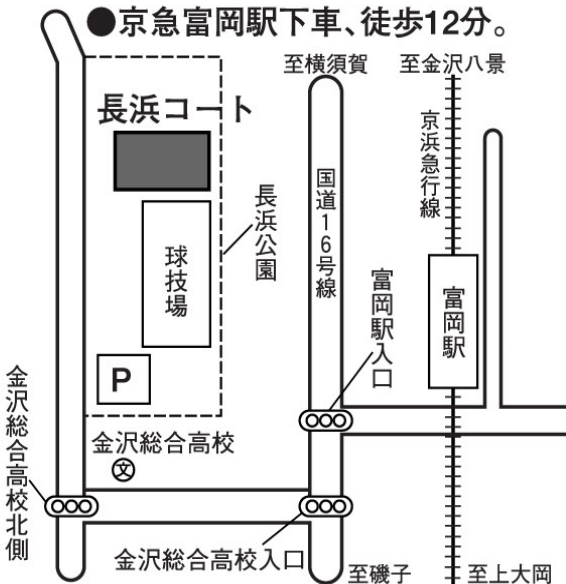 ●京急富岡駅下車、徒歩12分。
至横須賀
至金沢八景
長浜コート
京浜急行線
国道16号線
長浜公園
球技場
富岡駅入口
富岡駅
P
金沢総合高校北側
金沢総合高校
文
金沢総合高校入口
至磯子
至上大岡